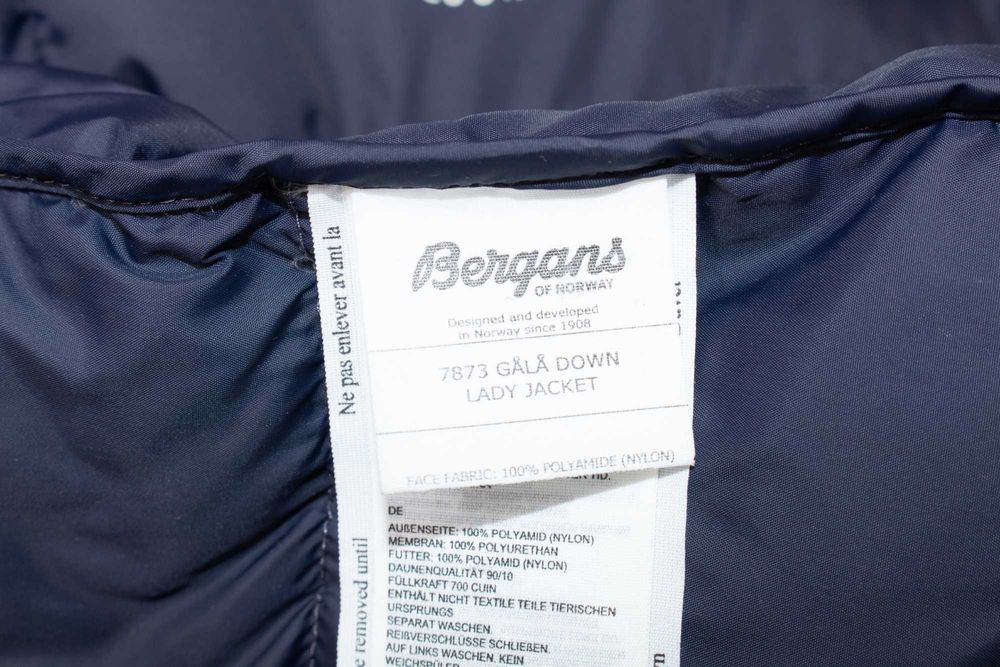 Bergans
OF NORWAY
Designed and developed
in Norway since 1908
7873 GÅLÅ DOWN
LADY JACKET
FACE FABRIC: 100% POLYAMIDE (NYLON)
DE
AUßENSEITE: 100% POLYAMID (NYLON)
MEMBRAN: 100% POLYURETHAN
FUTTER: 100% POLYAMID (NYLON)
DAUNENQUALITÄT 90/10
FÜLLKRAFT 700 CUIN
ENTHÄLT NICHT TEXTILE TEILE TIERISCHEN
URSPRUNGS
SEPARAT WASCHEN.
REIßVERSCHLÜSSE SCHLIEßEN.
AUF LINKS WASCHEN. KEIN
WEICHSPÜLER
Ne pas enlever avant la
removed until